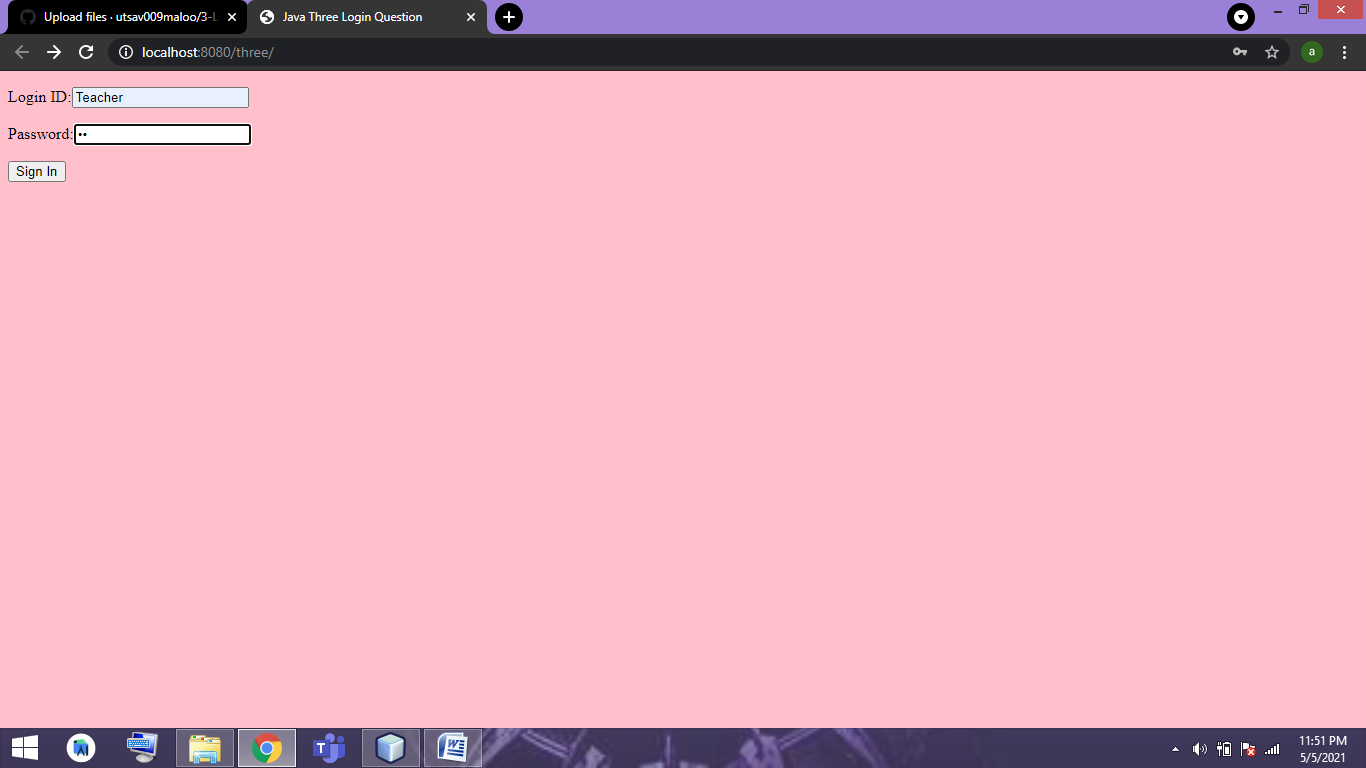 Upload files · utsav009maloo/3-L
Java Three Login Question
localhost:8080/three/
a
Login ID: Teacher
Password: ••
Sign In
11:51 PM
5/5/2021